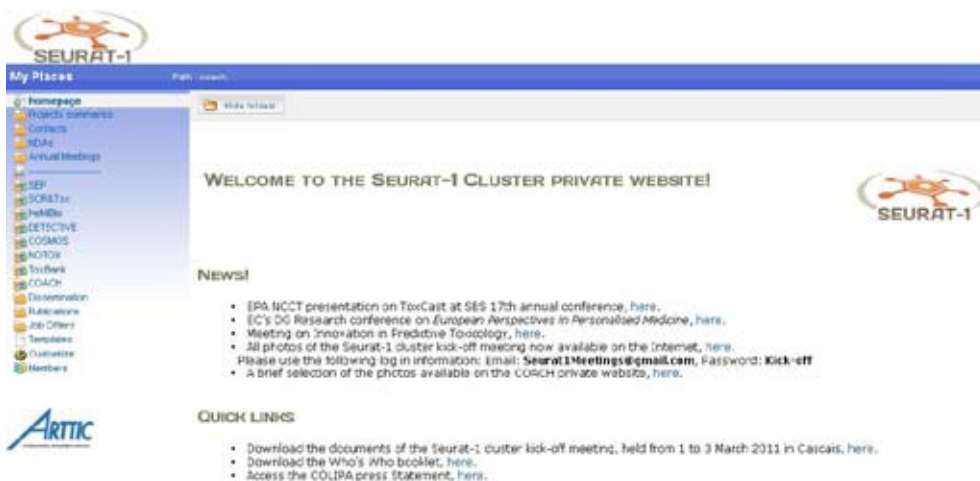 SEURAT-1
My Places
Path: coach
homepage
Projects summaries
Contacts
NDAs
Annual Meetings
SEP
SCR&Tox
HeMiBio
DETECTIVE
COSMOS
NOTOX
ToxBank
COACH
Dissemination
Publications
Job Offers
Templates
Customize
Members
ARTTIC
WELCOME TO THE SEURAT-1 CLUSTER PRIVATE WEBSITE!
SEURAT-1
NEWS!
• EPA NCCT presentation on ToxCast at SBS 17th annual conference, here.
• EC's DG Research conference on European Perspectives in Personalised Medicine, here.
• Meeting on Innovation in Predictive Toxicology, here.
• All photos of the Seurat-1 cluster kick-off meeting now available on the Internet, here.
Please use the following log in information: Email: Seurat1Meetings@gmail.com, Password: Kick-off
• A brief selection of the photos available on the COACH private website, here.
QUICK LINKS
• Download the documents of the Seurat-1 cluster kick-off meeting, held from 1 to 3 March 2011 in Cascais, here.
• Download the Who's Who booklet, here.
• Access the COLIPA press Statement, here.